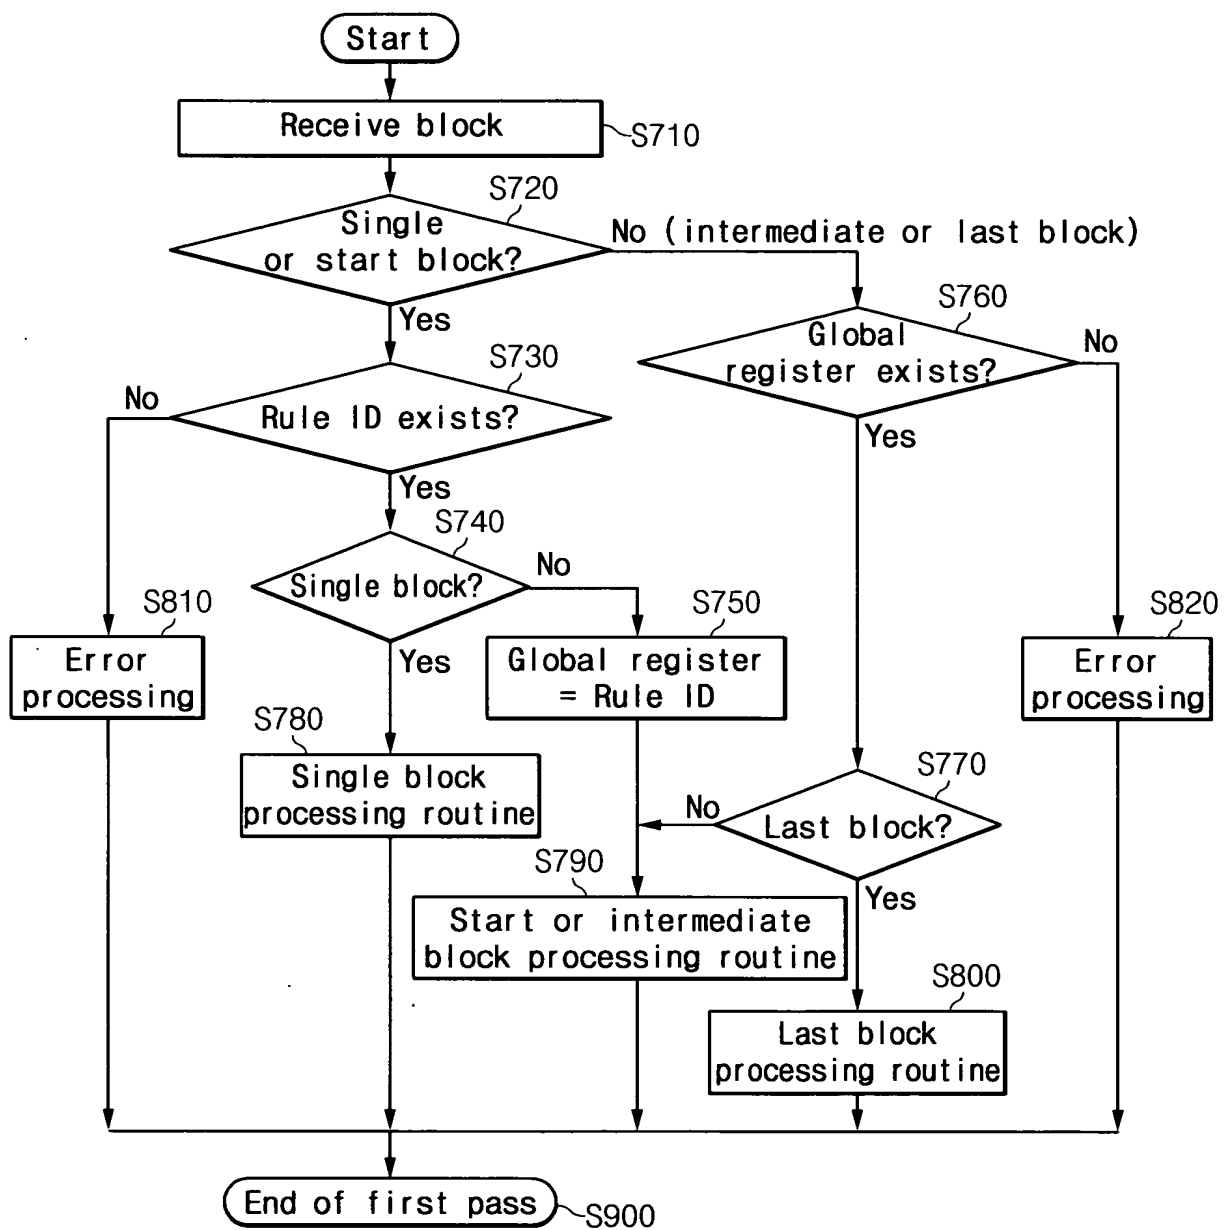 Start
Receive block
S710
S720
Single
or start block?
No (intermediate or last block)
Yes
S760
Global
register exists?
No
S730
No
Rule ID exists?
Yes
Yes
S740
Single block?
No
S810
Error
processing
Yes
S750
Global register
= Rule ID
S820
Error
processing
S780
Single block
processing routine
S770
No
Last block?
S790
Start or intermediate
block processing routine
Yes
S800
Last block
processing routine
End of first pass
S900